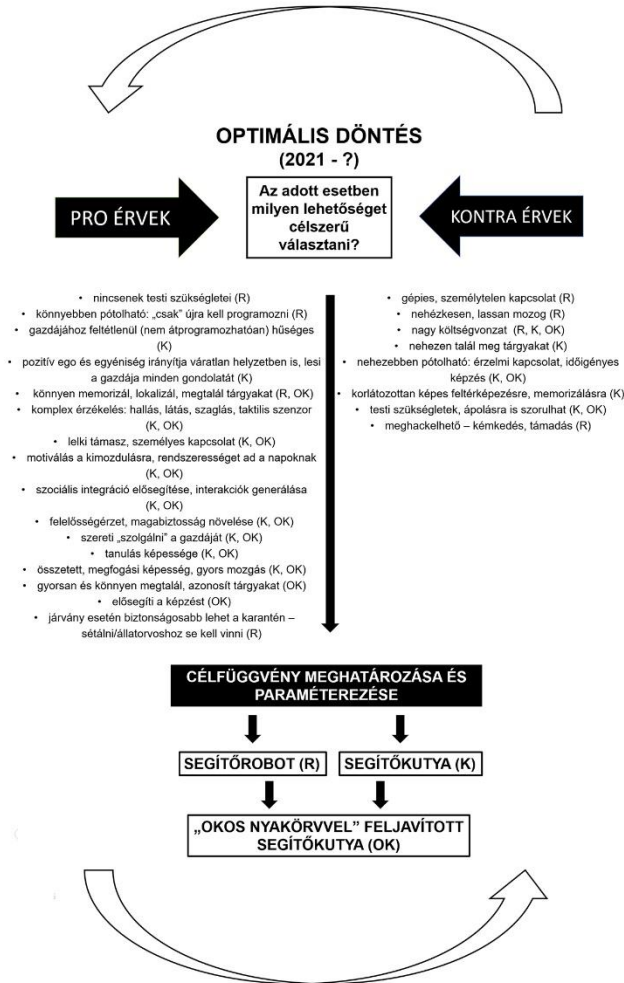 OPTIMÁLIS DÖNTÉS
(2021 - ?)
PRO ÉRVEK
Az adott esetben
milyen lehetőséget
célszerű
választani?
KONTRA ÉRVEK
• nincsenek testi szükségletei (R)
• könnyebben pótolható: „csak” újra kell programozni (R)
• gazdájához feltétlenül (nem átprogramozhatóan) hűséges
(K)
• pozitív ego és egyéniség irányítja váratlan helyzetben is, lesi
a gazdája minden gondolatát (K)
• könnyen memorizál, lokalizál, megtalál tárgyakat (R, OK)
• komplex érzékelés: hallás, látás, szaglás, taktilis szenzor
(K, OK)
• lelki támasz, személyes kapcsolat (K, OK)
• motiválás a kimozdulásra, rendszerességet ad a napoknak
(K, OK)
• szociális integráció elősegítése, interakciók generálása
(K, OK)
• felelősségérzet, magabiztosság növelése (K, OK)
• szereti „szolgálni” a gazdáját (K, OK)
• tanulás képessége (K, OK)
• összetett, megfogási képesség, gyors mozgás (K, OK)
• gyorsan és könnyen megtalál, azonosít tárgyakat (OK)
• elősegíti a képzést (OK)
• járvány esetén biztonságosabb lehet a karantén –
sétálni/állatorvoshoz se kell vinni (R)
• gépies, személytelen kapcsolat (R)
• nehézkesen, lassan mozog (R)
• nagy költségvonzat (R, K, OK)
• nehezen talál meg tárgyakat (K)
• nehezebben pótolható: érzelmi kapcsolat, időigényes
képzés (K, OK)
• korlátozottan képes feltérképezésre, memorizálásra (K)
• testi szükségletek, ápolásra is szorulhat (K, OK)
• meghackelhető – kémkedés, támadás (R)
CÉLFÜGGVÉNY MEGHATÁROZÁSA ÉS
PARAMÉTEREZÉSE
SEGÍTŐROBOT (R)
SEGÍTŐKUTYA (K)
„OKOS NYAKÖRVVEL” FELJAVÍTOTT
SEGÍTŐKUTYA (OK)